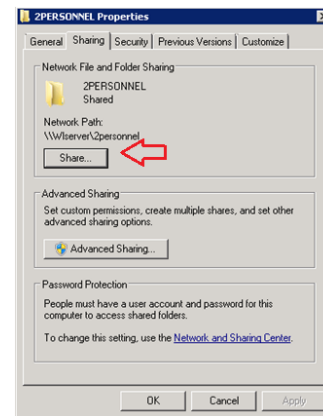 2PERSONNEL Properties
General
Sharing
Security
Previous Versions
Customize
Network File and Folder Sharing
2PERSONNEL
Shared
Network Path:
\\Wlserver\2personnel
Share...
Advanced Sharing
Set custom permissions, create multiple shares, and set other
advanced sharing options.
Advanced Sharing...
Password Protection
People must have a user account and password for this
computer to access shared folders.
To change this setting, use the Network and Sharing Center.
OK
Cancel
Apply